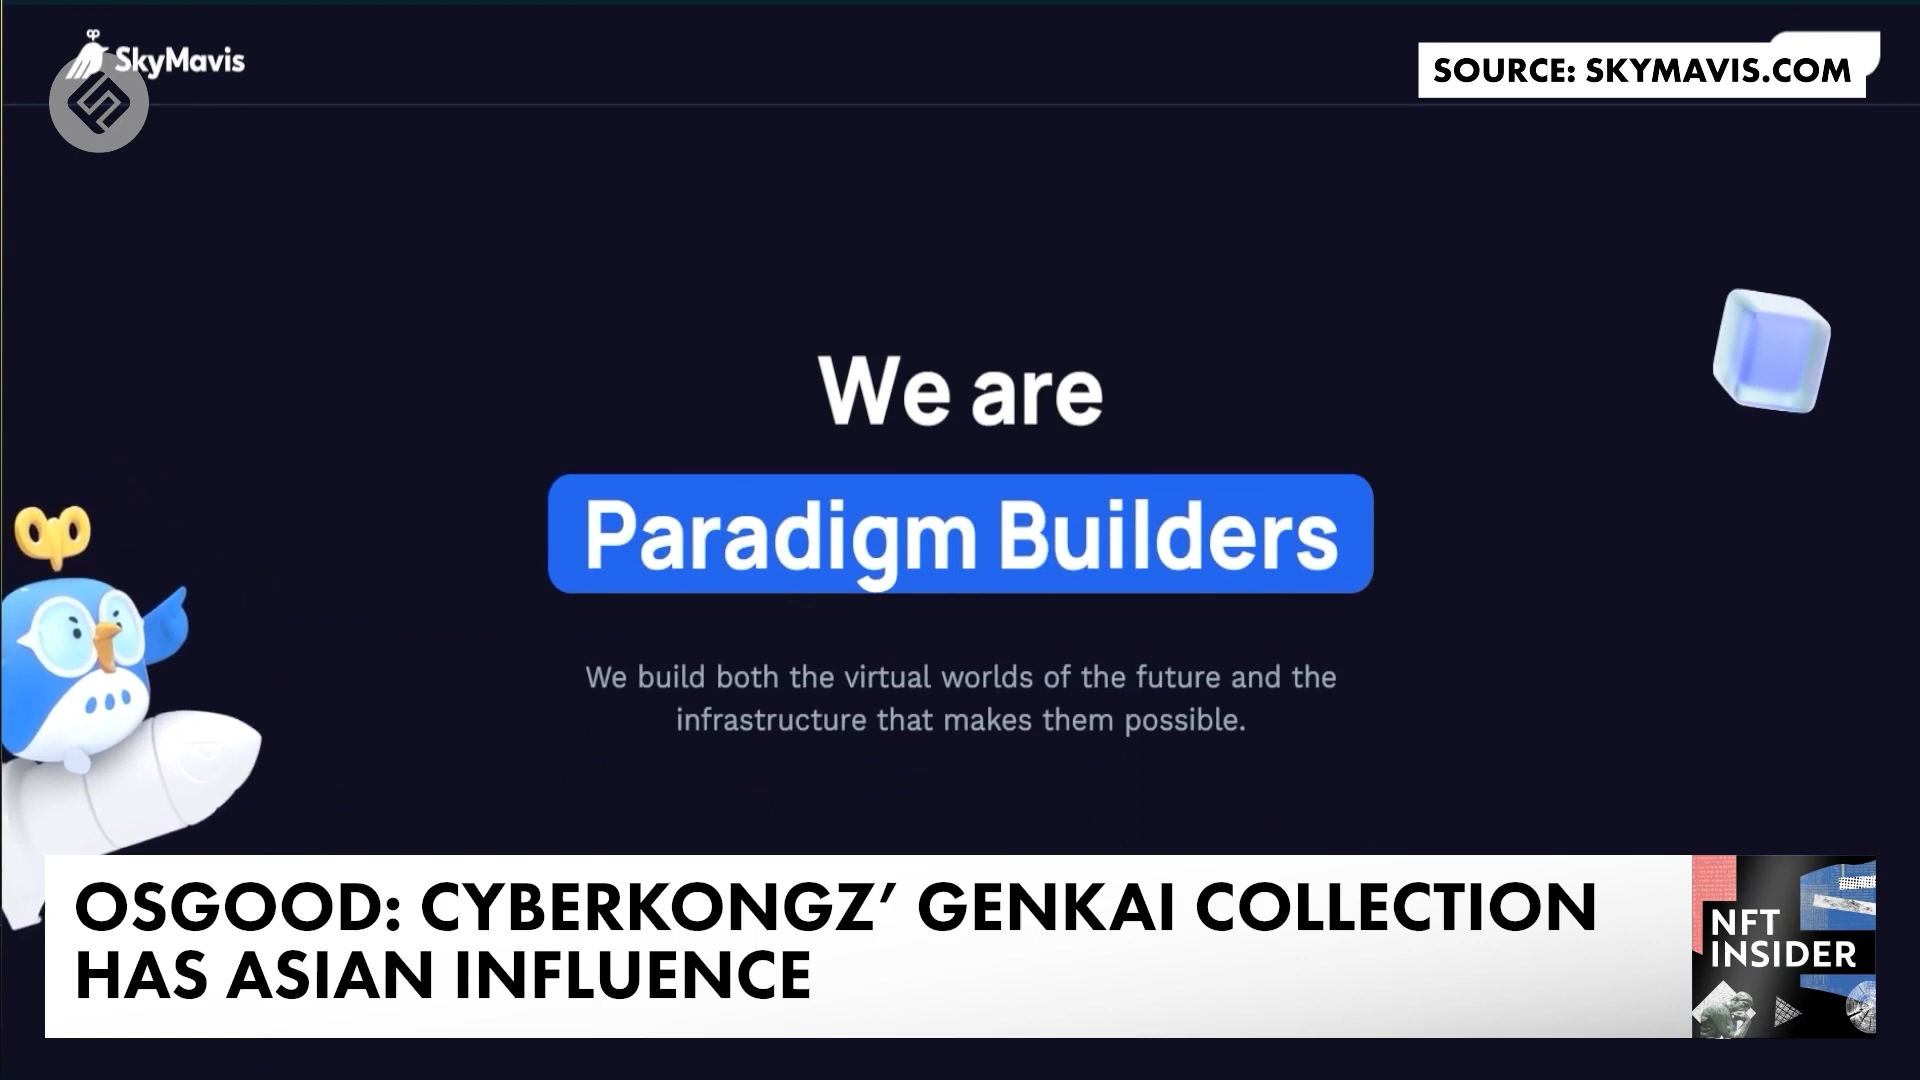 SkyMavis
SOURCE: SKYMAVIS.COM
We are
Paradigm Builders
We build both the virtual worlds of the future and the
infrastructure that makes them possible.
OSGOOD: CYBERKONGZ’ GENKAI COLLECTION
HAS ASIAN INFLUENCE
NFT
INSIDER